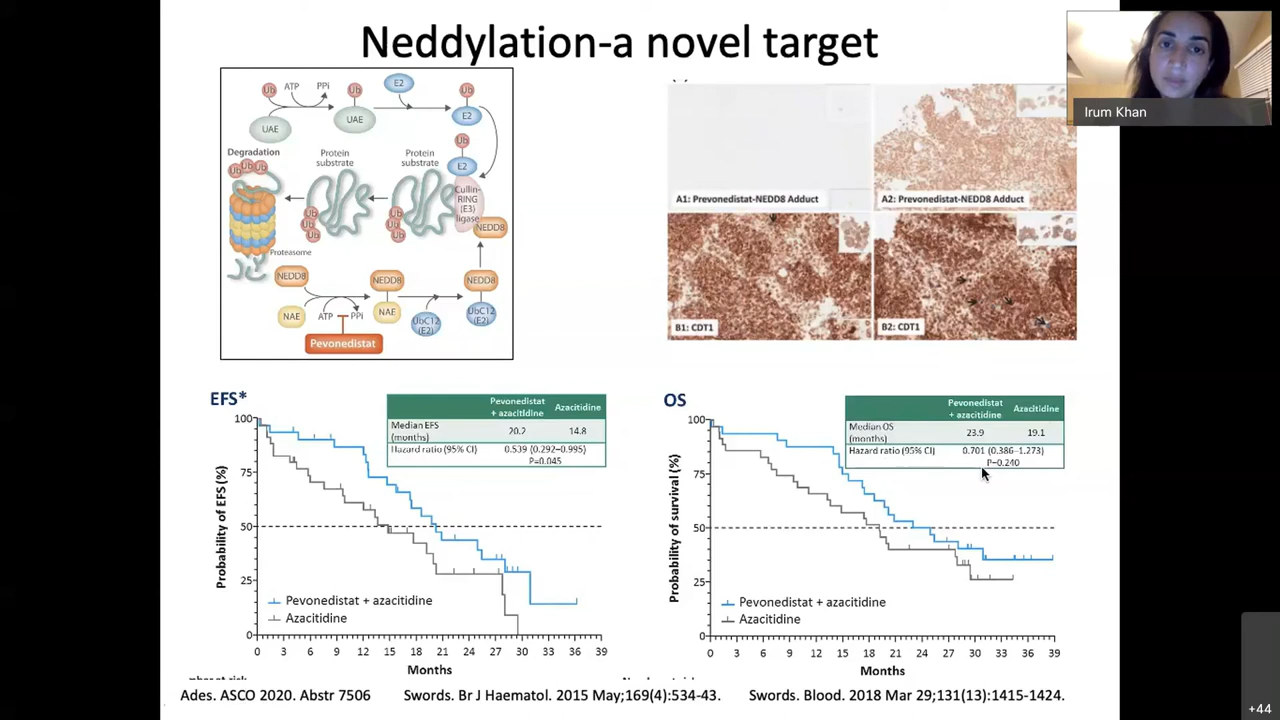 Neddylation-a novel target
Irum Khan
Ub ATP PPi Ub E2 Ub
UAE UAE E2
Degradation
Ub Ub Ub
Protein substrate
Protein substrate
Ub
E2
Cullin-RING (E3) ligase
NEDD8
Ub Ub Ub
Ub Ub Ub
Proteasome
NEDD8 NEDD8 NEDD8
NAE ATP PPi NAE UbC12 (E2) UbC12 (E2)
Pevonedistat
A1: Prevonedistat-NEDD8 Adduct
A2: Prevonedistat-NEDD8 Adduct
B1: CDT1
B2: CDT1
EFS*
Pevonedistat + azacitidine Azacitidine
Median EFS (months) 20.2 14.8
Hazard ratio (95% CI) 0.539 (0.292–0.995)
P=0.045
Probability of EFS (%)
100
75
50
25
0
Pevonedistat + azacitidine
Azacitidine
0 3 6 9 12 15 18 21 24 27 30 33 36 39
Months
OS
Pevonedistat + azacitidine Azacitidine
Median OS (months) 23.9 19.1
Hazard ratio (95% CI) 0.701 (0.386–1.273)
P=0.240
Probability of survival (%)
100
75
50
25
0
Pevonedistat + azacitidine
Azacitidine
0 3 6 9 12 15 18 21 24 27 30 33 36 39
Months
Ades. ASCO 2020. Abstr 7506 Swords. Br J Haematol. 2015 May;169(4):534-43. Swords. Blood. 2018 Mar 29;131(13):1415-1424.
+44